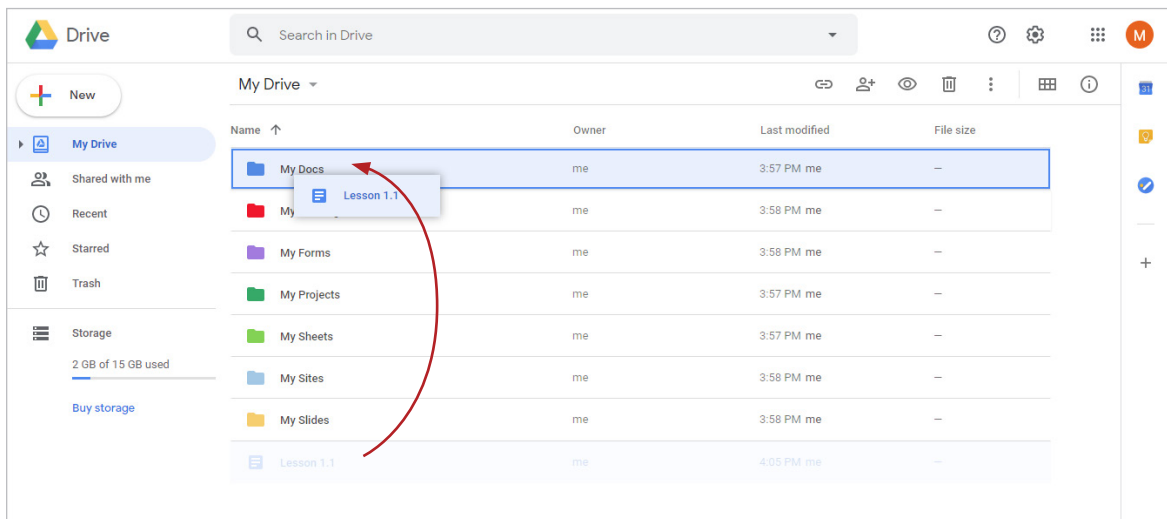 Drive
Search in Drive
M
New
My Drive
31
Name Owner Last modified File size
My Drive
My Docs me 3:57 PM me –
Shared with me
Lesson 1.1
My me 3:58 PM me –
Recent
Starred
My Forms me 3:58 PM me –
Trash
My Projects me 3:57 PM me –
Storage
My Sheets me 3:57 PM me –
2 GB of 15 GB used
My Sites me 3:58 PM me –
Buy storage
My Slides me 3:58 PM me –
Lesson 1.1 me 4:05 PM me –